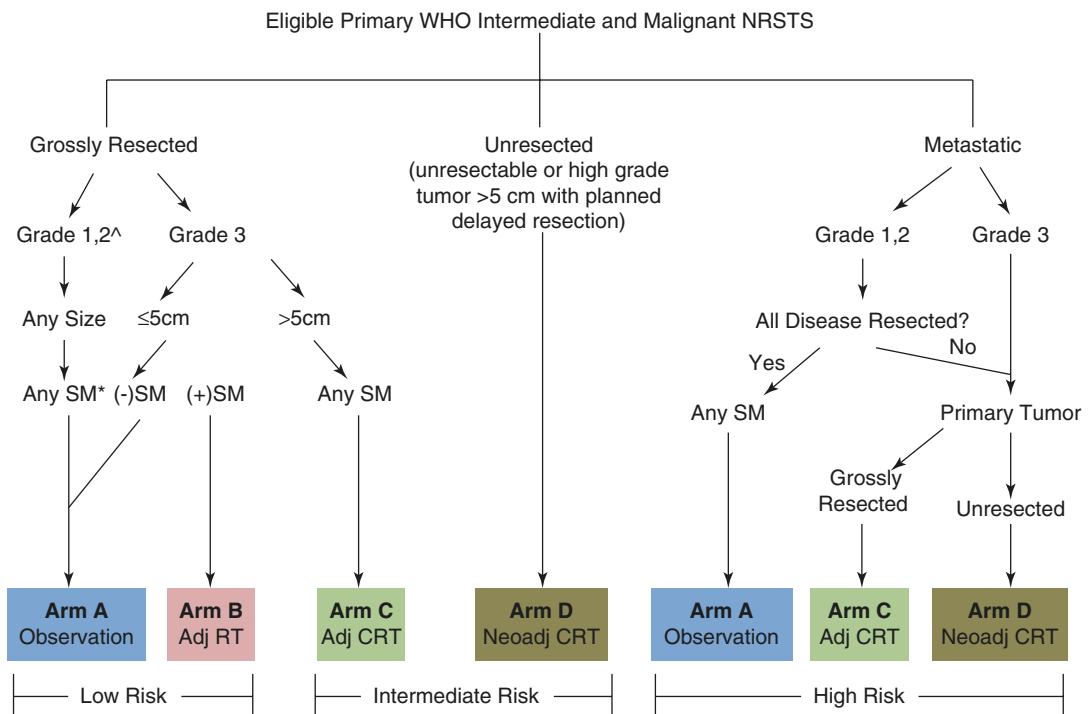 Eligible Primary WHO Intermediate and Malignant NRSTS
Grossly Resected
Unresected
(unresectable or high grade
tumor >5 cm with planned
delayed resection)
Metastatic
Grade 1,2^
Grade 3
Grade 1,2
Grade 3
Any Size
≤5cm
>5cm
All Disease Resected?
Yes
No
Any SM*
(-)SM
(+)SM
Any SM
Any SM
Primary Tumor
Grossly
Resected
Unresected
Arm A
Observation
Arm B
Adj RT
Arm C
Adj CRT
Arm D
Neoadj CRT
Arm A
Observation
Arm C
Adj CRT
Arm D
Neoadj CRT
Low Risk
Intermediate Risk
High Risk